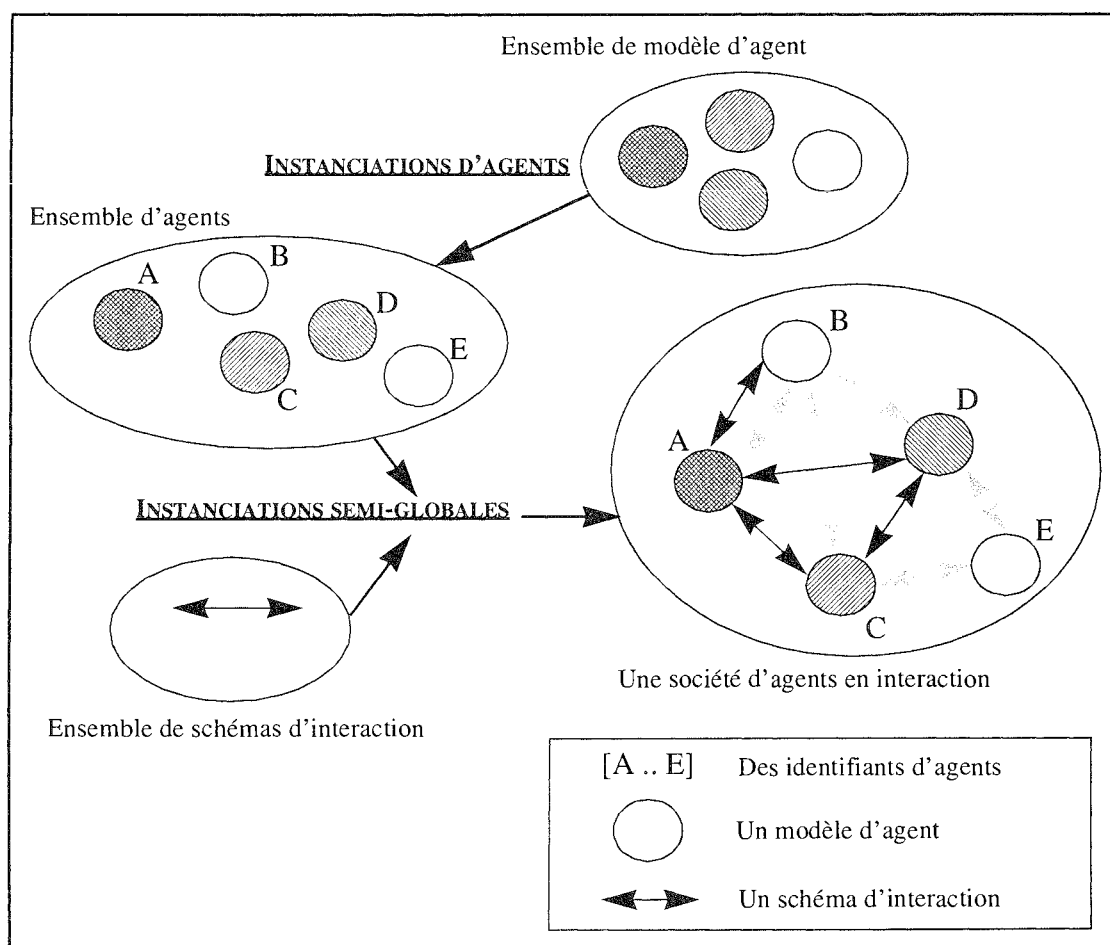 Ensemble de modèle d'agent
INSTANCIATIONS D'AGENTS
Ensemble d'agents
A
B
C
D
E
INSTANCIATIONS SEMI-GLOBALES
Ensemble de schémas d'interaction
A
B
C
D
E
Une société d'agents en interaction
[A .. E] Des identifiants d'agents
Un modèle d'agent
Un schéma d'interaction